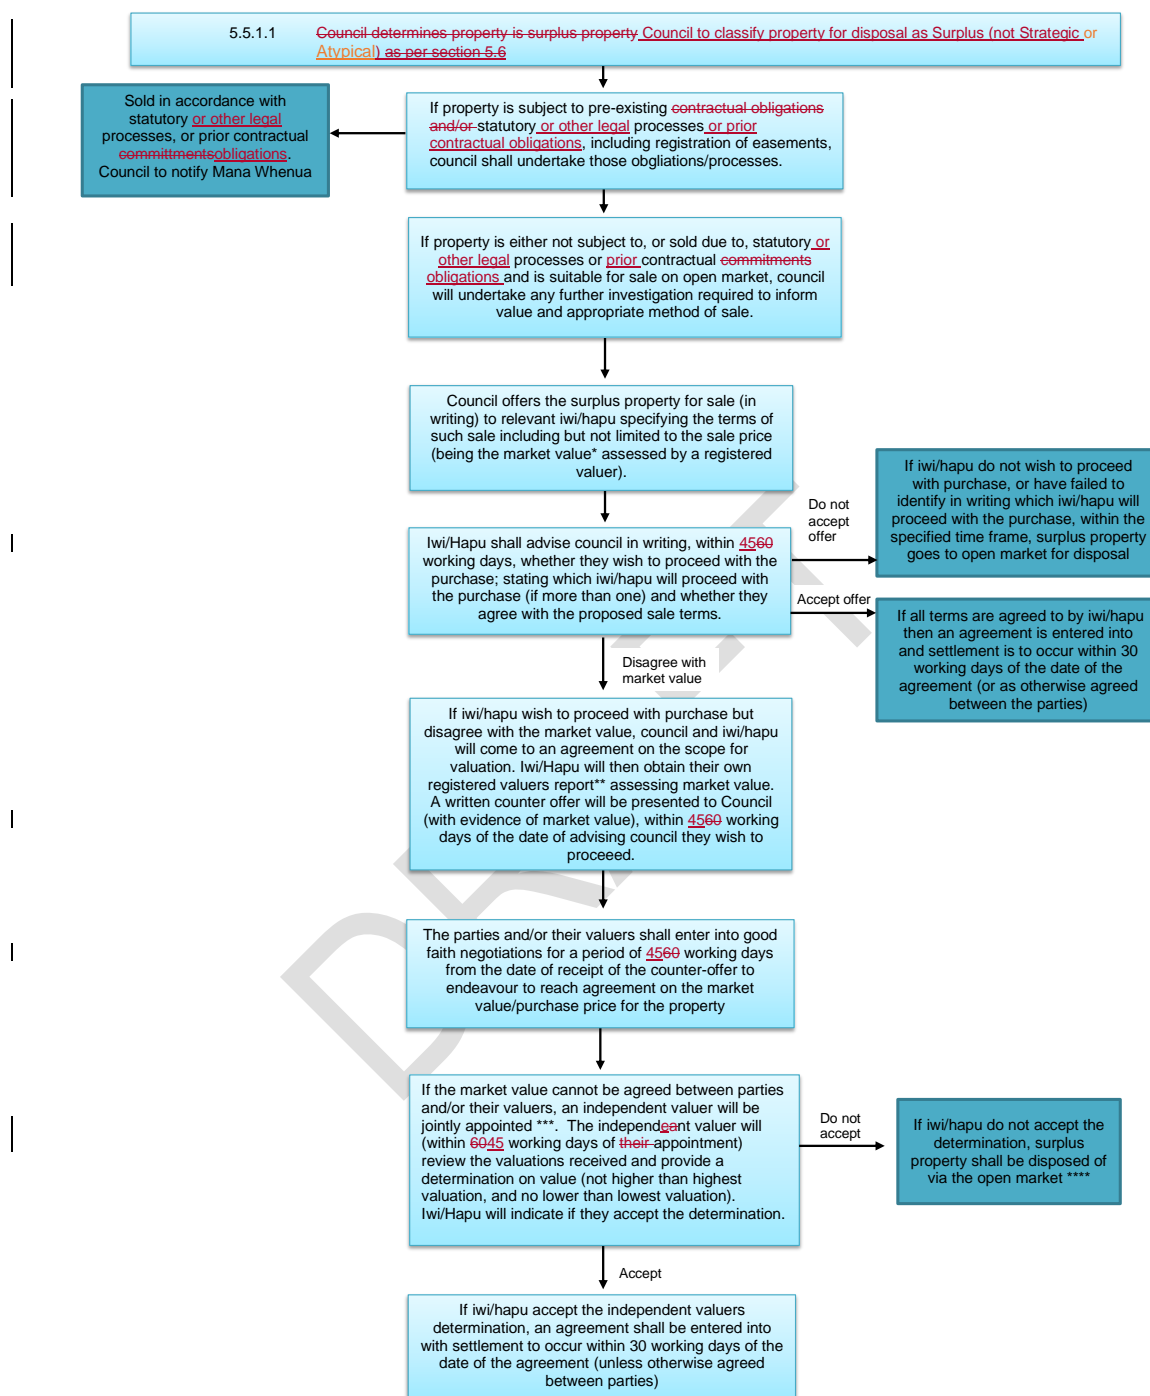 5.5.1.1 Council determines property is surplus property Council to classify property for disposal as Surplus (not Strategic or
Atypical) as per section 5.6
Sold in accordance with
statutory or other legal
processes, or prior contractual
committmentsobligations.
Council to notify Mana Whenua
If property is subject to pre-existing contractual obligations
and/or statutory or other legal processes or prior
contractual obligations, including registration of easements,
council shall undertake those obgliations/processes.
If property is either not subject to, or sold due to, statutory or
other legal processes or prior contractual commitments
obligations and is suitable for sale on open market, council
will undertake any further investigation required to inform
value and appropriate method of sale.
Council offers the surplus property for sale (in
writing) to relevant iwi/hapu specifying the terms of
such sale including but not limited to the sale price
(being the market value* assessed by a registered
valuer).
Do not
accept
offer
If iwi/hapu do not wish to proceed
with purchase, or have failed to
identify in writing which iwi/hapu will
proceed with the purchase, within the
specified time frame, surplus property
goes to open market for disposal
Iwi/Hapu shall advise council in writing, within 4560
working days, whether they wish to proceed with the
purchase; stating which iwi/hapu will proceed with
the purchase (if more than one) and whether they
agree with the proposed sale terms.
Accept offer
If all terms are agreed to by iwi/hapu
then an agreement is entered into
and settlement is to occur within 30
working days of the date of the
agreement (or as otherwise agreed
between the parties)
Disagree with
market value
If iwi/hapu wish to proceed with purchase but
disagree with the market value, council and iwi/hapu
will come to an agreement on the scope for
valuation. Iwi/Hapu will then obtain their own
registered valuers report** assessing market value.
A written counter offer will be presented to Council
(with evidence of market value), within 4560 working
days of the date of advising council they wish to
proceeed.
The parties and/or their valuers shall enter into good
faith negotiations for a period of 4560 working days
from the date of receipt of the counter-offer to
endeavour to reach agreement on the market
value/purchase price for the property
If the market value cannot be agreed between parties
and/or their valuers, an independent valuer will be
jointly appointed ***. The independeant valuer will
(within 6045 working days of their appointment)
review the valuations received and provide a
determination on value (not higher than highest
valuation, and no lower than lowest valuation).
Iwi/Hapu will indicate if they accept the determination.
Do not
accept
If iwi/hapu do not accept the
determination, surplus
property shall be disposed of
via the open market ****
Accept
If iwi/hapu accept the independent valuers
determination, an agreement shall be entered into
with settlement to occur within 30 working days of the
date of the agreement (unless otherwise agreed
between parties)
DRAFT